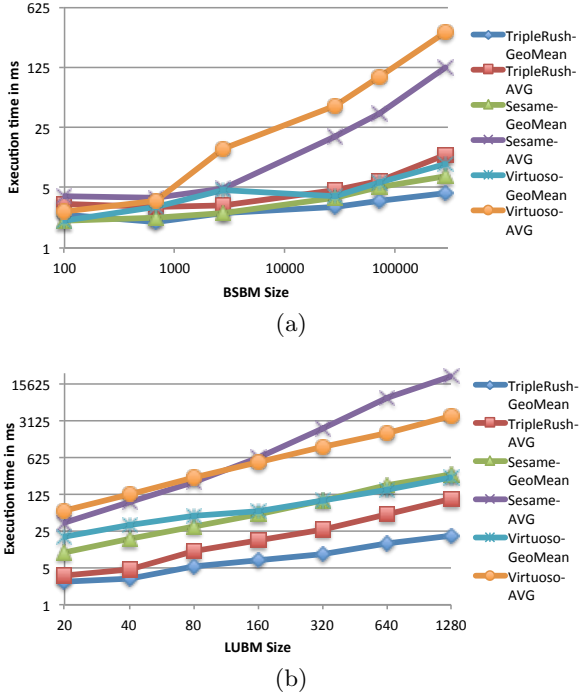 625
125
25
5
1
Execution time in ms
100
1000
10000
100000
BSBM Size
TripleRush-
GeoMean
TripleRush-
AVG
Sesame-
GeoMean
Sesame-
AVG
Virtuoso-
GeoMean
Virtuoso-
AVG
(a)
15625
3125
625
125
25
5
1
Execution time in ms
20
40
80
160
320
640
1280
LUBM Size
TripleRush-
GeoMean
TripleRush-
AVG
Sesame-
GeoMean
Sesame-
AVG
Virtuoso-
GeoMean
Virtuoso-
AVG
(b)